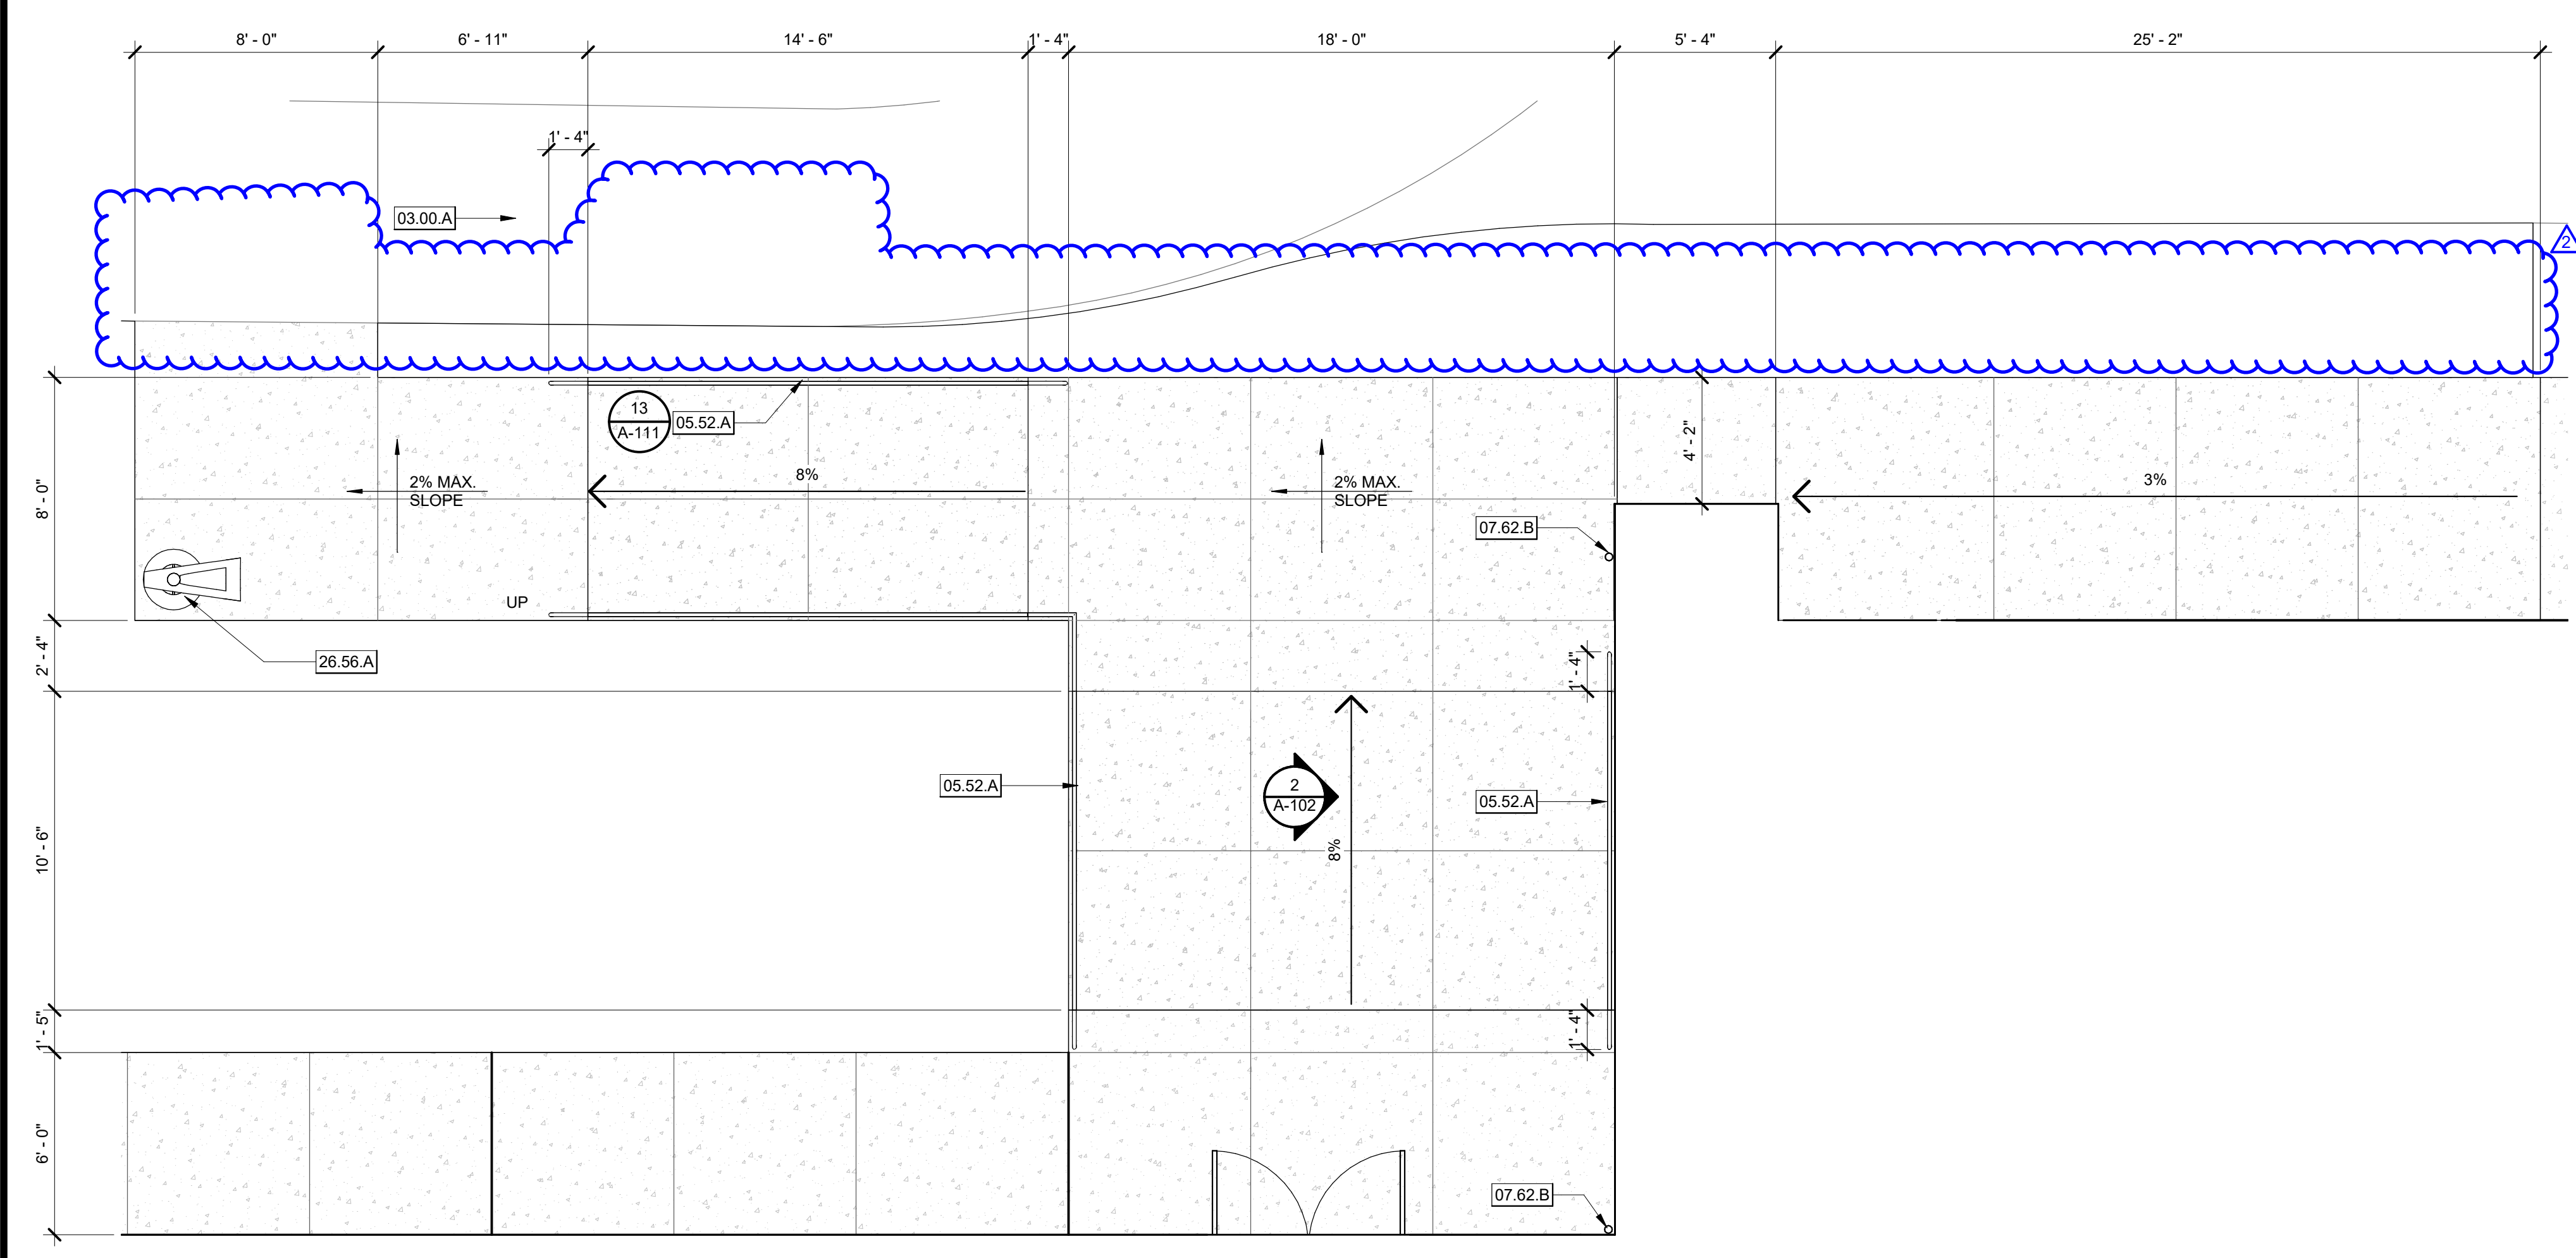 8' - 0"
6' - 11"
14' - 6"
1' - 4"
18' - 0"
5' - 4"
25' - 2"
1' - 4"
03.00.A
2
13
A-111
05.52.A
8%
2% MAX.
SLOPE
2% MAX.
SLOPE
4' - 2"
3%
8' - 0"
07.62.B
UP
26.56.A
2' - 4"
1' - 4"
05.52.A
2
A-102
05.52.A
8%
10' - 6"
1' - 5"
1' - 4"
6' - 0"
07.62.B